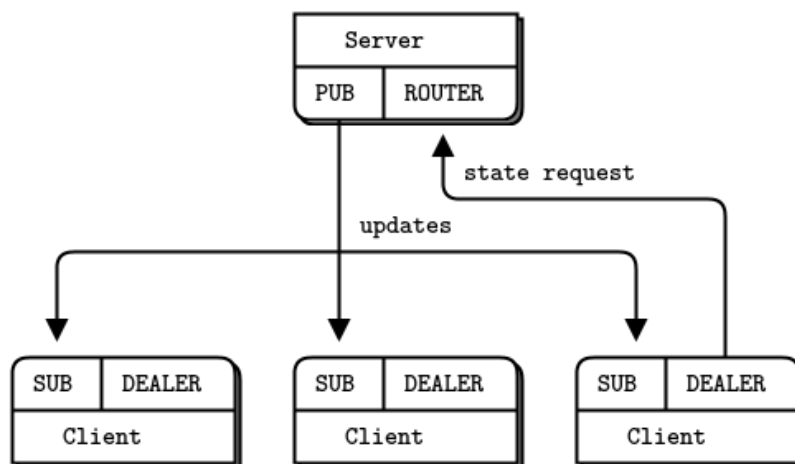 Server
PUB ROUTER
state request
updates
SUB DEALER SUB DEALER SUB DEALER
Client Client Client